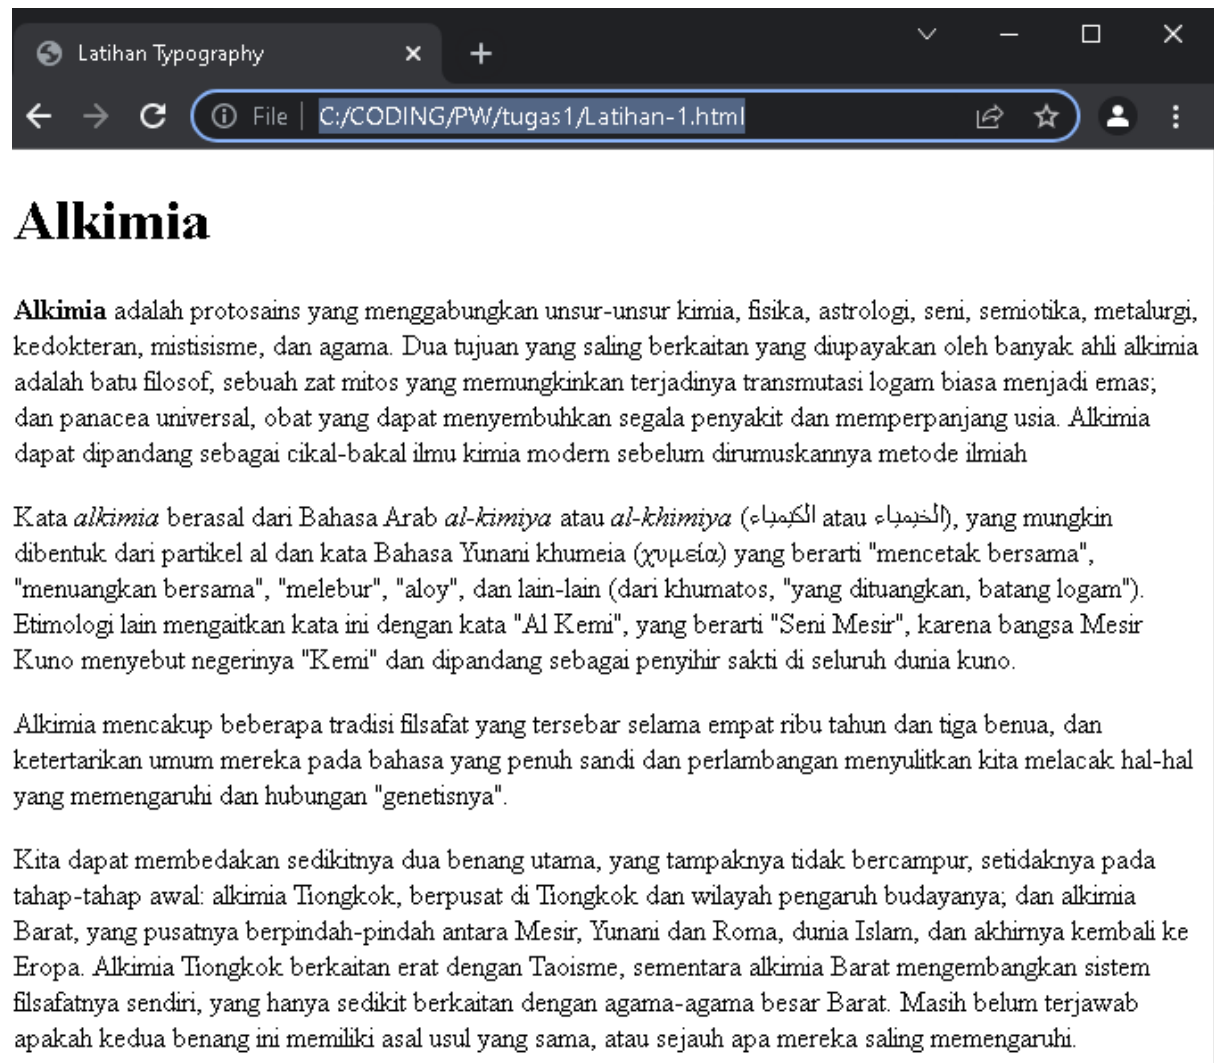 Latihan Typography
File | C:/CODING/PW/tugas1/Latihan-1.html
Alkimia
Alkimia adalah protosains yang menggabungkan unsur-unsur kimia, fisika, astrologi, seni, semiotika, metalurgi,
kedokteran, mistisisme, dan agama. Dua tujuan yang saling berkaitan yang diupayakan oleh banyak ahli alkimia
adalah batu filosof, sebuah zat mitos yang memungkinkan terjadinya transmutasi logam biasa menjadi emas;
dan panacea universal, obat yang dapat menyembuhkan segala penyakit dan memperpanjang usia. Alkimia
dapat dipandang sebagai cikal-bakal ilmu kimia modern sebelum dirumuskannya metode ilmiah
Kata alkimia berasal dari Bahasa Arab al-kimiya atau al-khimiya (الكيمياء atau الخيمياء), yang mungkin
dibentuk dari partikel al dan kata Bahasa Yunani khumeia (χυμεία) yang berarti "mencetak bersama",
"menuangkan bersama", "melebur", "aloy", dan lain-lain (dari khumatos, "yang dituangkan, batang logam").
Etimologi lain mengaitkan kata ini dengan kata "Al Kemi", yang berarti "Seni Mesir", karena bangsa Mesir
Kuno menyebut negerinya "Kemi" dan dipandang sebagai penyihir sakti di seluruh dunia kuno.
Alkimia mencakup beberapa tradisi filsafat yang tersebar selama empat ribu tahun dan tiga benua, dan
ketertarikan umum mereka pada bahasa yang penuh sandi dan perlambangan menyulitkan kita melacak hal-hal
yang memengaruhi dan hubungan "genetisnya".
Kita dapat membedakan sedikitnya dua benang utama, yang tampaknya tidak bercampur, setidaknya pada
tahap-tahap awal: alkimia Tiongkok, berpusat di Tiongkok dan wilayah pengaruh budayanya; dan alkimia
Barat, yang pusatnya berpindah-pindah antara Mesir, Yunani dan Roma, dunia Islam, dan akhirnya kembali ke
Eropa. Alkimia Tiongkok berkaitan erat dengan Taoisme, sementara alkimia Barat mengembangkan sistem
filsafatnya sendiri, yang hanya sedikit berkaitan dengan agama-agama besar Barat. Masih belum terjawab
apakah kedua benang ini memiliki asal usul yang sama, atau sejauh apa mereka saling memengaruhi.